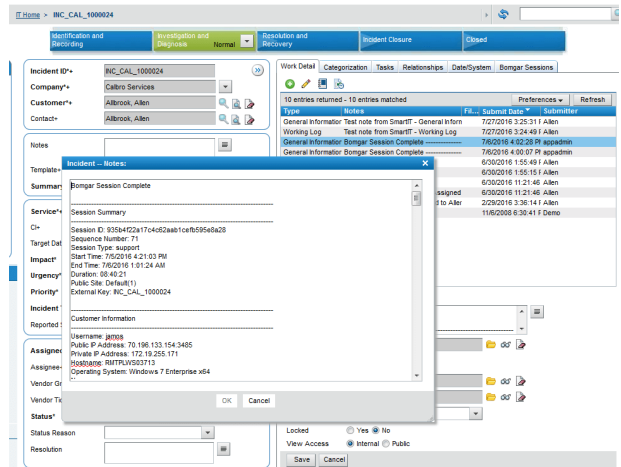 IT Home > INC_CAL_1000024
Identification and
Recording
Investigation and
Diagnosis
Normal
Resolution and
Recovery
Incident Closure
Closed
Incident ID*+
INC_CAL_1000024
Company*+
Calbro Services
Customer*+
Allbrook, Allen
Contact+
Allbrook, Allen
Notes
Template+
Summar
Service*+
CI+
Target Dat
Impact*
Urgency*
Priority*
Incident
Reported S
Assigned
Assignee+
Vendor Gr
Vendor Tic
Status*
Status Reason
Resolution
Work Detail Categorization Tasks Relationships Date/System Bomgar Sessions
10 entries returned - 10 entries matched
Preferences Refresh
Type Notes Fil... Submit Date Submitter
General Information Test note from SmartIT - General Inform 7/27/2016 3:25:31 F Allen
Working Log Test note from SmartIT - Working Log 7/27/2016 3:24:49 F Allen
General Information Bomgar Session Complete ---------------- 7/6/2016 4:02:28 PM appadmin
General Information Bomgar Session Complete ---------------- 7/6/2016 4:00:07 PM appadmin
6/30/2016 1:55:49 F Allen
6/30/2016 1:55:15 F Allen
6/30/2016 11:21:46 Allen
ssigned 6/30/2016 11:21:46 Allen
d to Aller 2/29/2016 3:36:14 F Allen
11/6/2008 6:30:41 F Demo
Incident -- Notes:
Bomgar Session Complete
Session Summary
Session ID: 935b4f22a17c4c62aab1cefb595e8a28
Sequence Number: 71
Session Type: support
Start Time: 7/5/2016 4:21:03 PM
End Time: 7/6/2016 1:01:24 AM
Duration: 08:40:21
Public Site: Default(1)
External Key: INC_CAL_1000024
Customer Information
Username: jamos
Public IP Address: 70.196.133.154:3485
Private IP Address: 172.19.255.171
Hostname: RMTPLWS03713
Operating System: Windows 7 Enterprise x64
OK Cancel
Locked Yes No
View Access Internal Public
Save Cancel